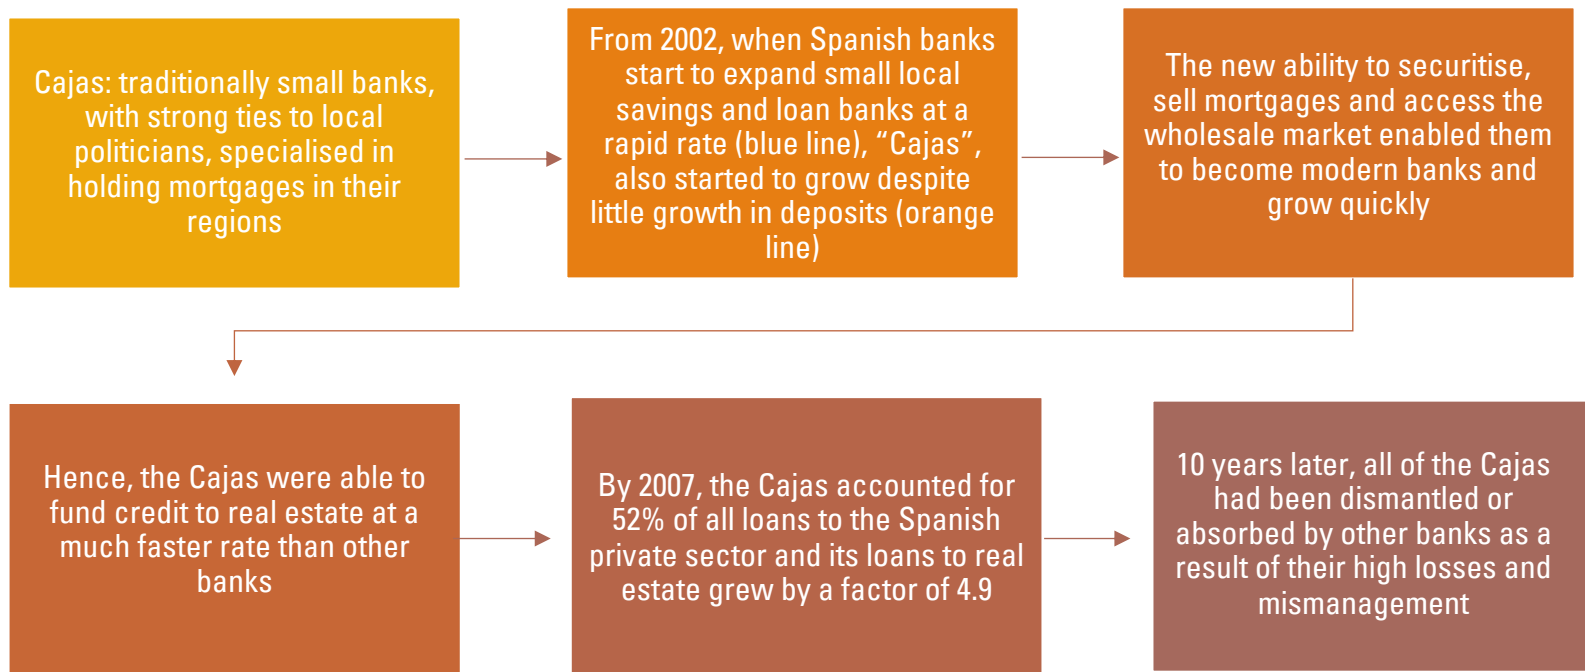 Cajas: traditionally small banks,
with strong ties to local
politicians, specialised in
holding mortgages in their
regions
From 2002, when Spanish banks
start to expand small local
savings and loan banks at a
rapid rate (blue line), “Cajas”,
also started to grow despite
little growth in deposits (orange
line)
The new ability to securitise,
sell mortgages and access the
wholesale market enabled them
to become modern banks and
grow quickly
Hence, the Cajas were able to
fund credit to real estate at a
much faster rate than other
banks
By 2007, the Cajas accounted for
52% of all loans to the Spanish
private sector and its loans to real
estate grew by a factor of 4.9
10 years later, all of the Cajas
had been dismantled or
absorbed by other banks as a
result of their high losses and
mismanagement